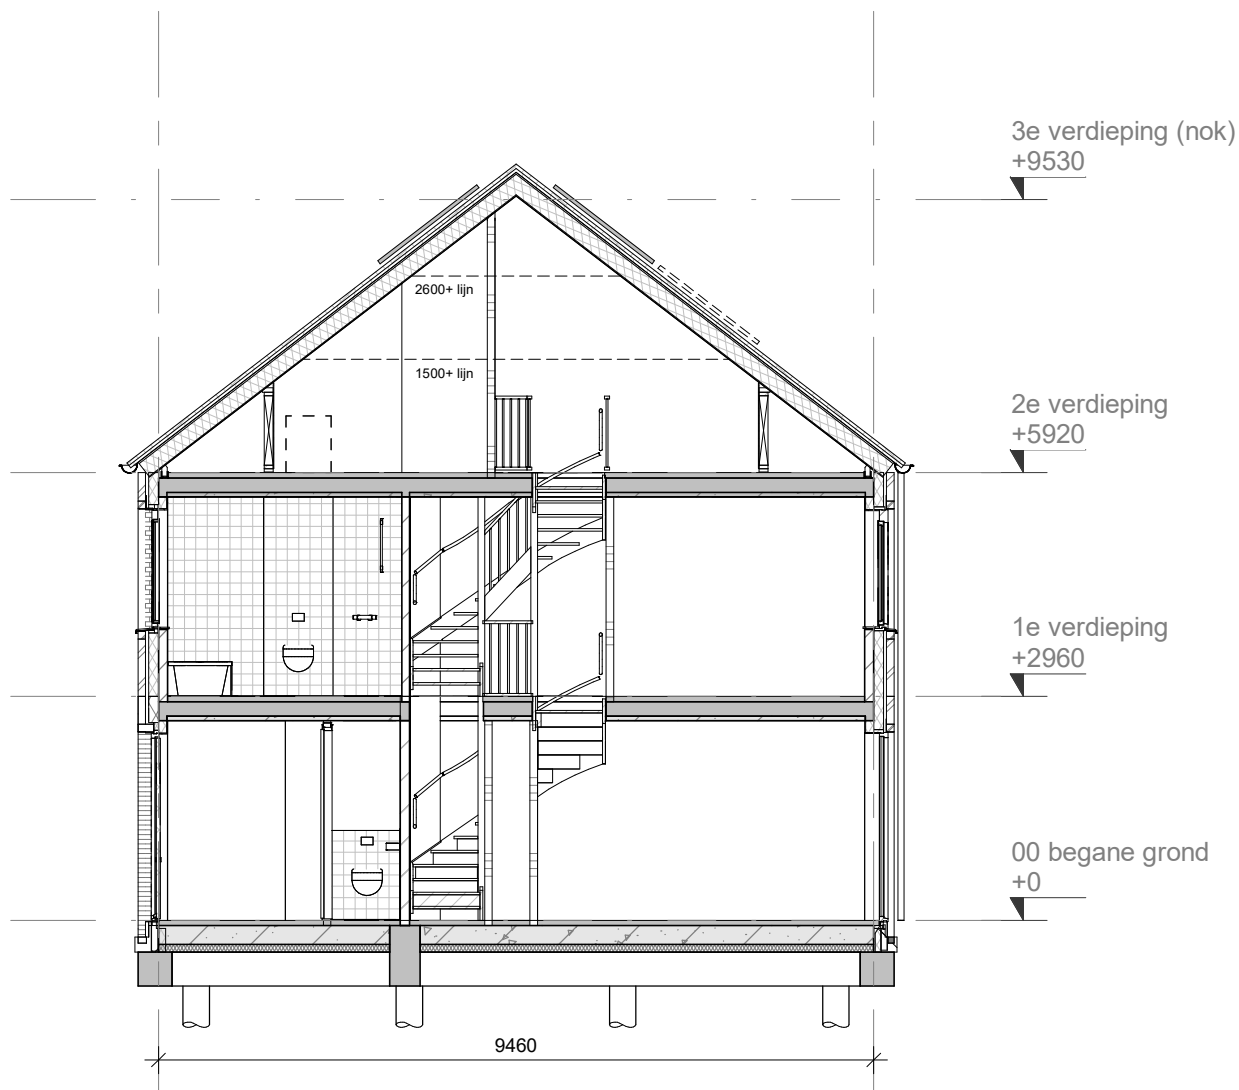 3e verdieping (nok)
+9530
2600+ lijn
1500+ lijn
2e verdieping
+5920
1e verdieping
+2960
00 begane grond
+0
9460